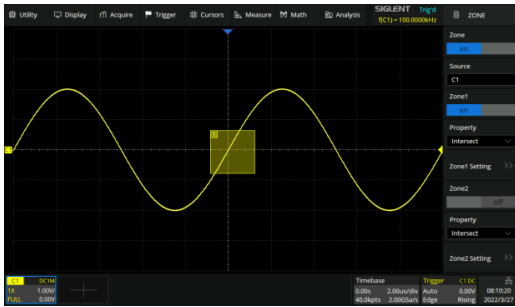 Utility Display Acquire Trigger Cursors Measure Math Analysis SIGLENT Trig'd ZONE
f(C1) = 100.0000kHz
Zone
on
Source
C1
Zone1
on
Property
Intersect
Zone1 Setting
Zone2
off
Property
Intersect
Zone2 Setting
C1 DC1M
1X 1.00V/
FULL 0.00V
Timebase
0.00s 2.00us/div
40.0kpts 2.00GSa/s
Trigger C1 DC
Auto 0.00V
Edge Rising
08:10:20
2022/3/27